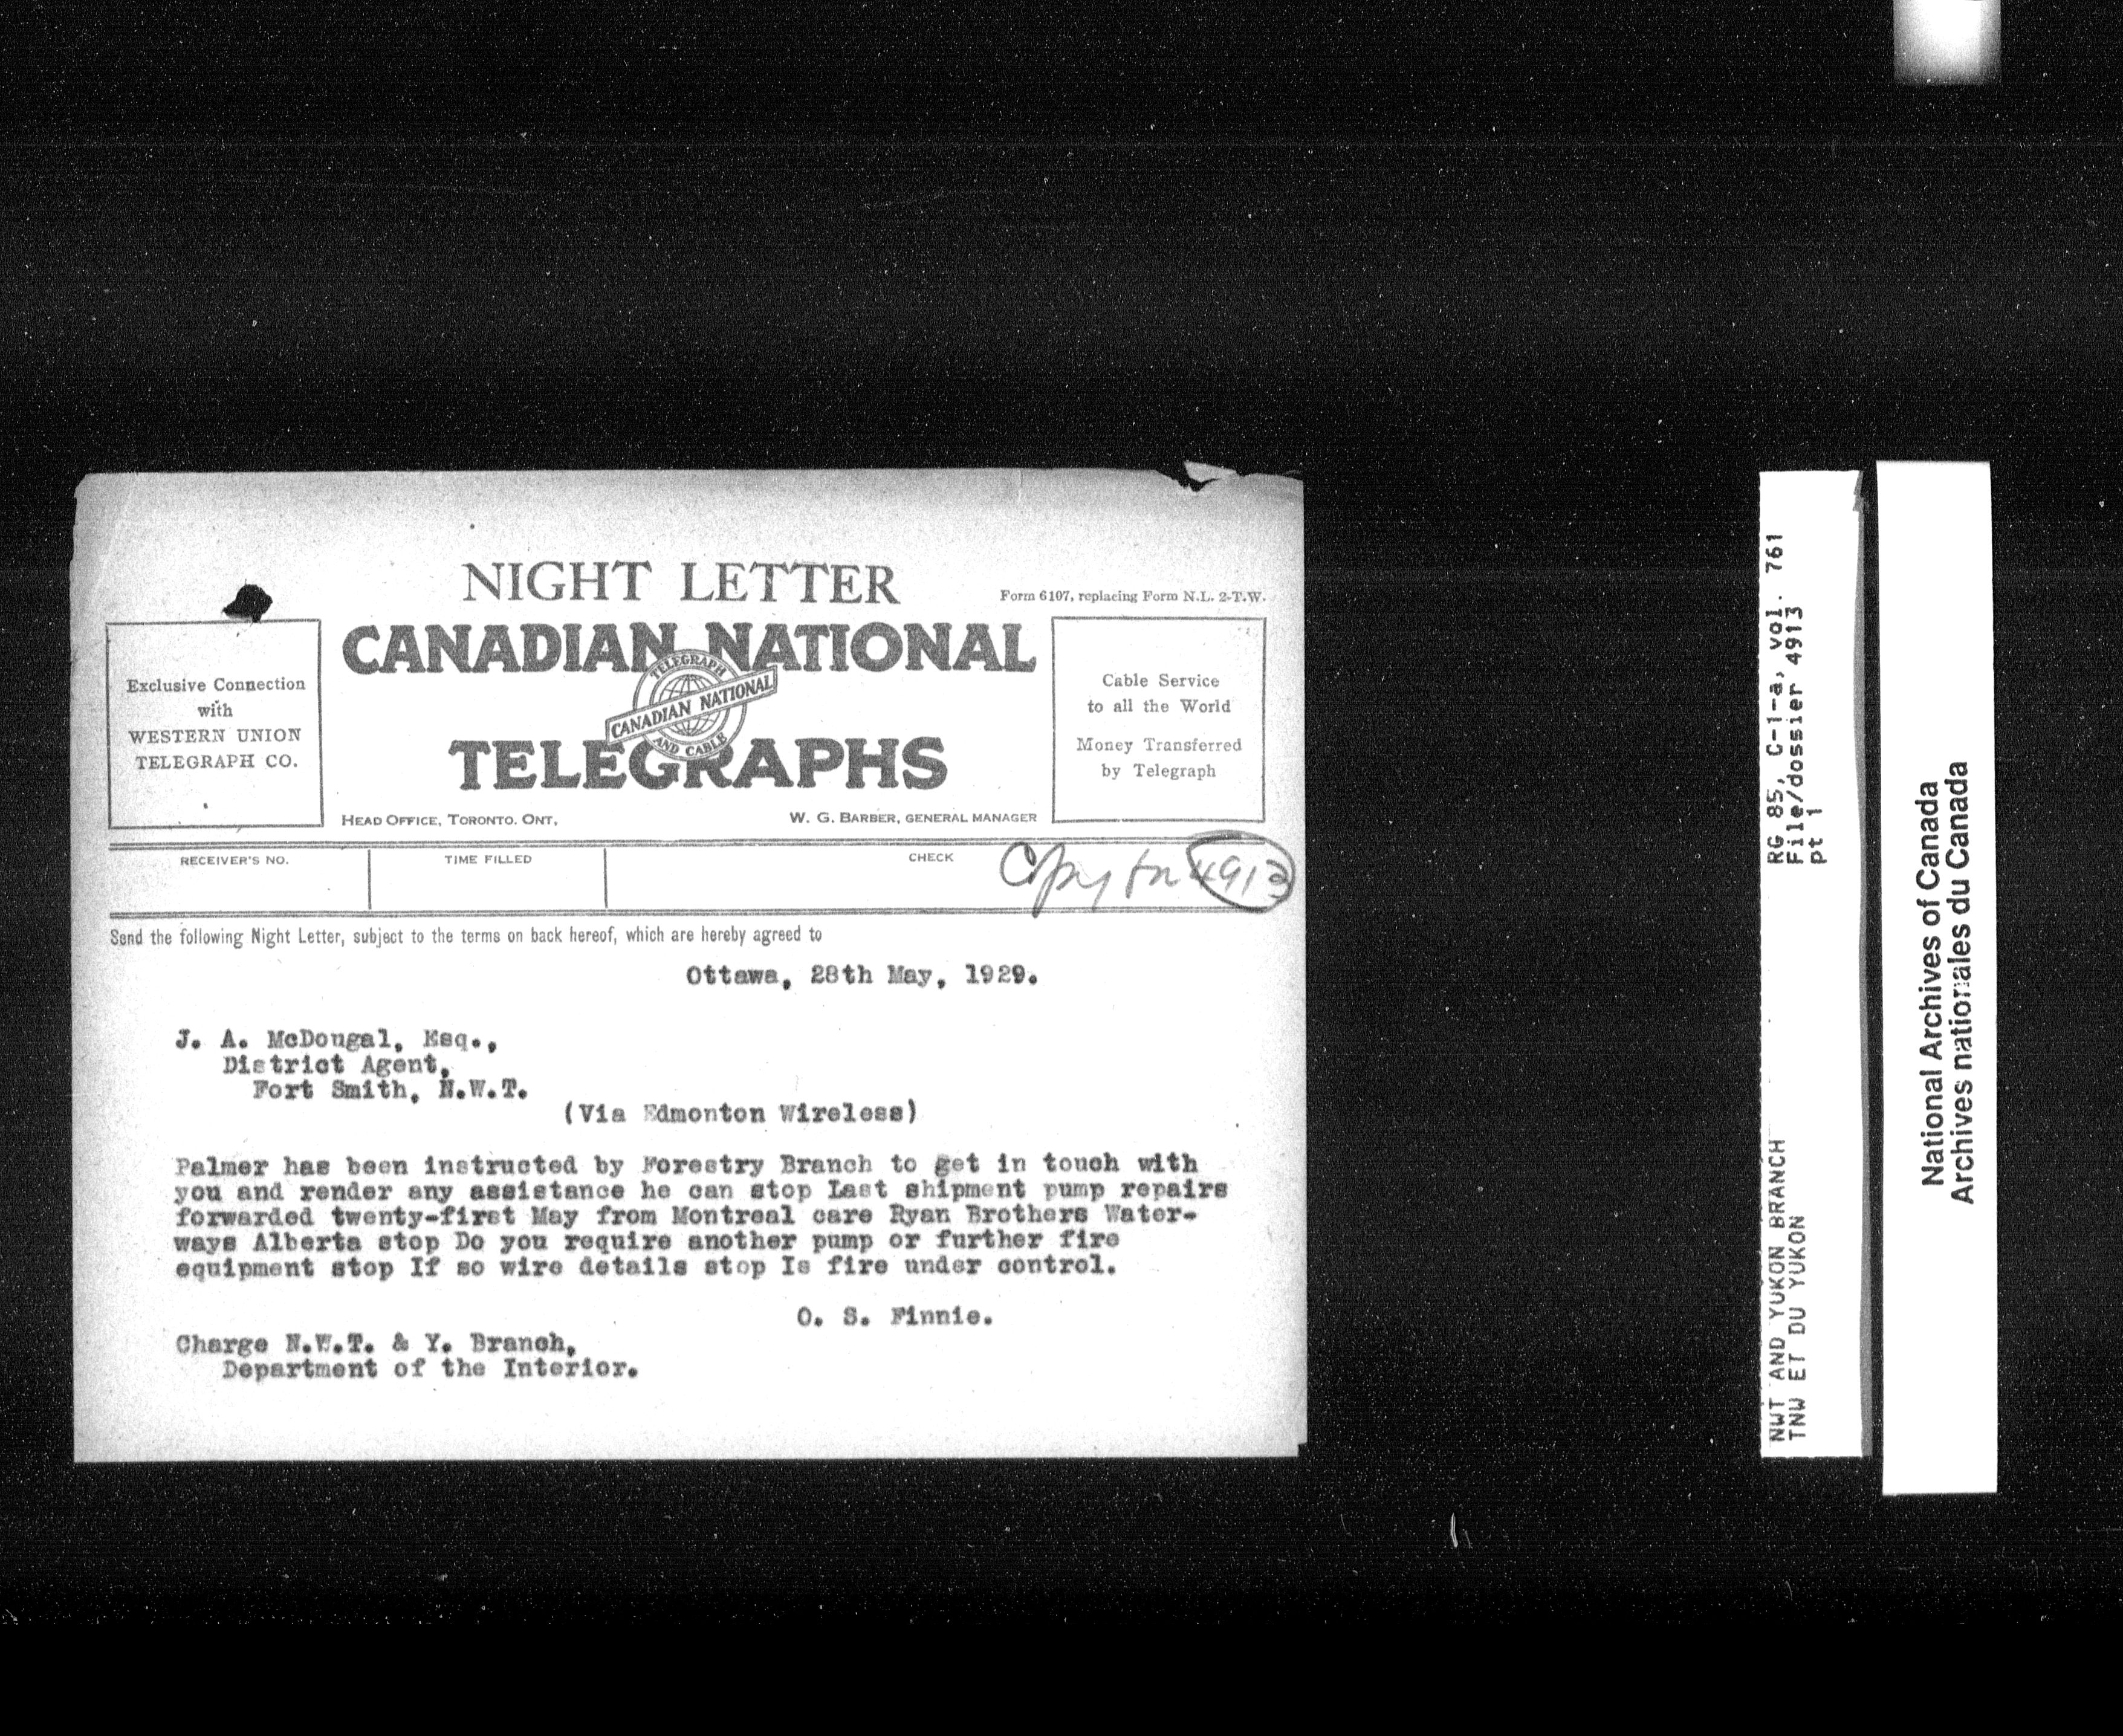 NIGHT LETTER
Form 6107, replacing Form N.L. 2-T.W.
Exclusive Connection
with
WESTERN UNION
TELEGRAPH CO.
CANADIAN NATIONAL
TELEGRAPH
CANADIAN NATIONAL
AND CABLE
TELEGRAPHS
HEAD OFFICE, TORONTO. ONT,
W. G. BARBER, GENERAL MANAGER
Cable Service
to all the World
Money Transferred
by Telegraph
RECEIVER'S NO.
TIME FILLED
CHECK
Copy on 4913
Send the following Night Letter, subject to the terms on back hereof, which are hereby agreed to
Ottawa, 28th May, 1929.
J. A. McDougal, Esq.,
District Agent,
Fort Smith, N.W.T.
(Via Edmonton Wireless)
Palmer has been instructed by Forestry Branch to get in touch with
you and render any assistance he can stop Last shipment pump repairs
forwarded twenty-first May from Montreal care Ryan Brothers Water-
ways Alberta stop Do you require another pump or further fire
equipment stop If so wire details stop Is fire under control.
O. S. Finnie.
Charge N.W.T. & Y. Branch,
Department of the Interior.
RG 85, C-1-a, vol. 761
File/dossier 4913
pt 1
NWT AND YUKON BRANCH
TNW ET DU YUKON
National Archives of Canada
Archives nationales du Canada